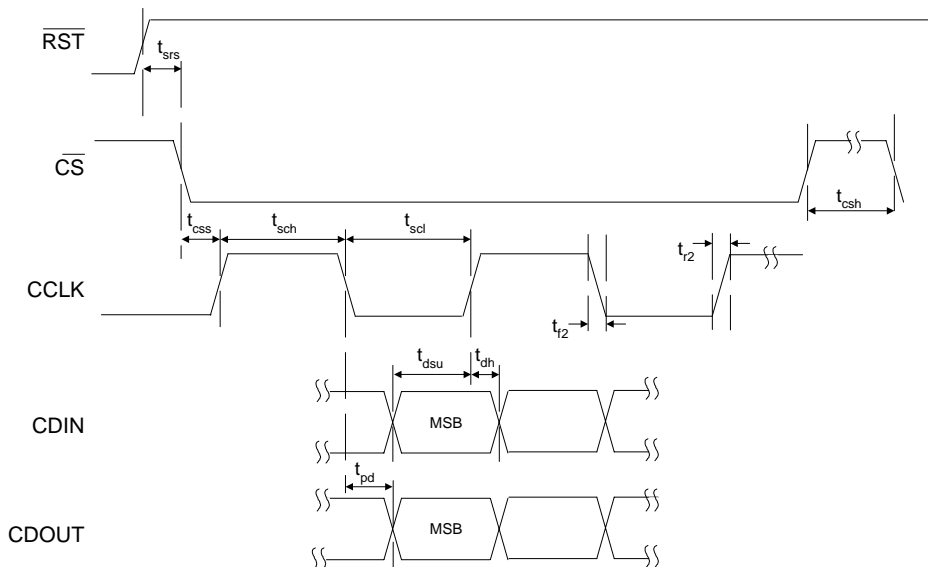 RST
t_srs
CS
t_css t_sch t_scl t_csh
t_r2
CCLK
t_f2
t_dsu t_dh
CDIN MSB
t_pd
CDOUT MSB